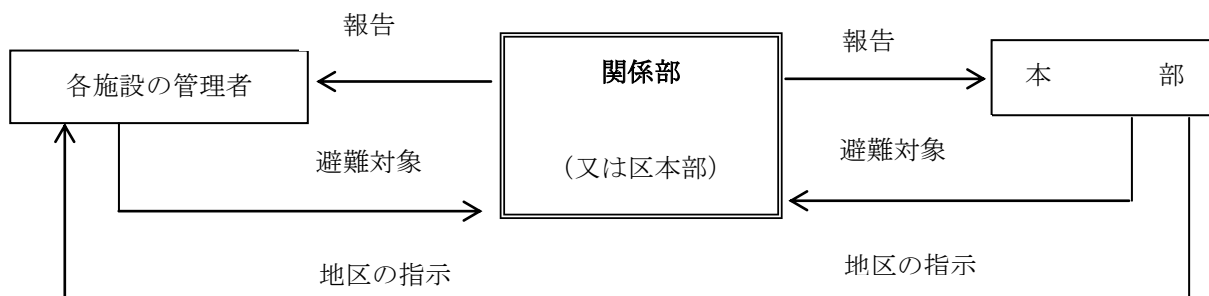 報告
報告
各施設の管理者
関係部
本　　　部
避難対象
（又は区本部）
避難対象
地区の指示
地区の指示